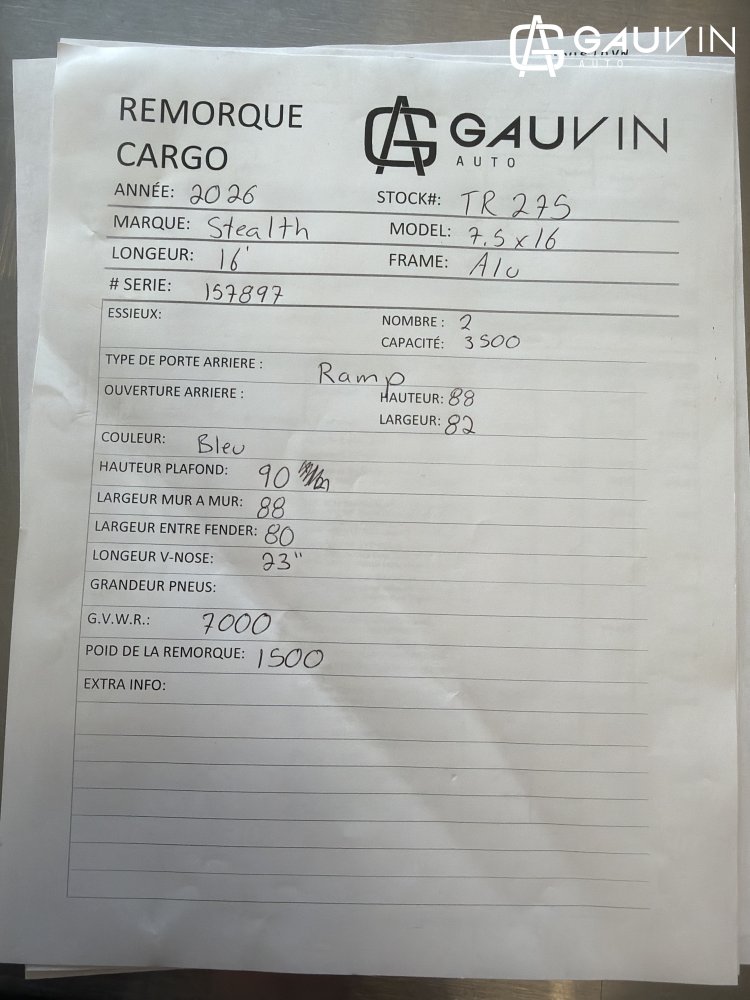 GAUVIN
AUTO
REMORQUE
CARGO
GAUVIN
AUTO
ANNÉE: 2026
STOCK#: TR 275
MARQUE: Stealth
MODEL: 7.5 x 16
LONGEUR: 16'
FRAME: Alu
# SERIE: 157897
ESSIEUX:
NOMBRE : 2
CAPACITÉ: 3500
TYPE DE PORTE ARRIERE : Ramp
OUVERTURE ARRIERE :
HAUTEUR: 88
LARGEUR: 82
COULEUR: Bleu
HAUTEUR PLAFOND: 90
LARGEUR MUR A MUR: 88
LARGEUR ENTRE FENDER: 80
LONGEUR V-NOSE: 23"
GRANDEUR PNEUS:
G.V.W.R.: 7000
POID DE LA REMORQUE: 1500
EXTRA INFO: